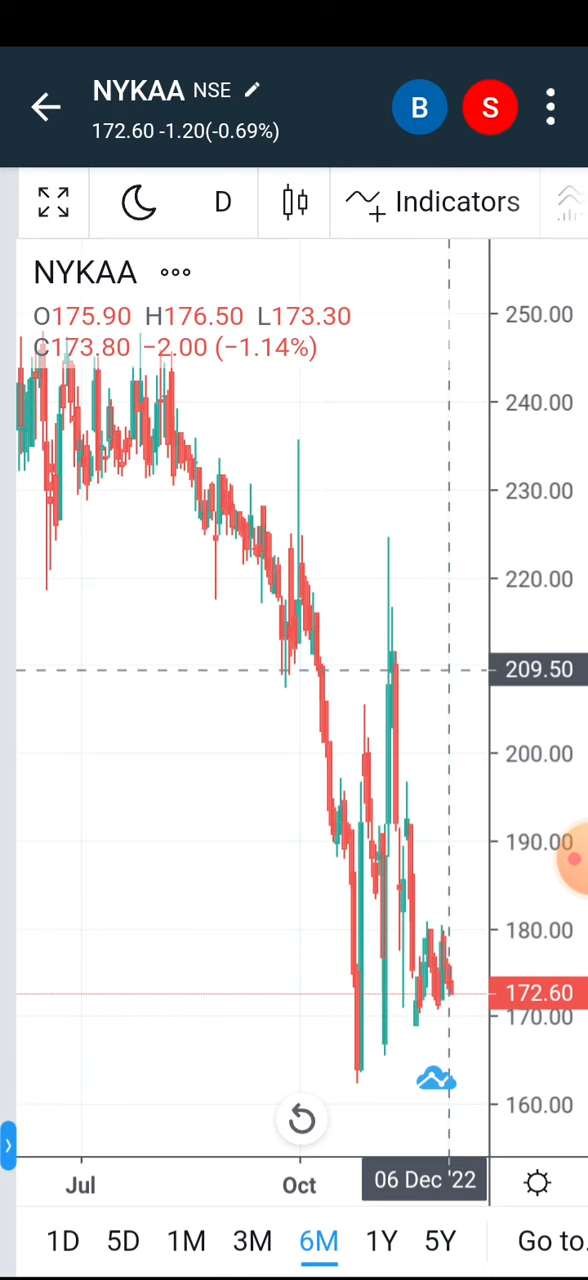 NYKAA NSE
172.60 -1.20(-0.69%)
B
S
D
Indicators
NYKAA
O175.90 H176.50 L173.30
C173.80 −2.00 (−1.14%)
250.00
240.00
230.00
220.00
209.50
200.00
190.00
180.00
172.60
170.00
160.00
Jul
Oct
06 Dec '22
1D 5D 1M 3M 6M 1Y 5Y Go to